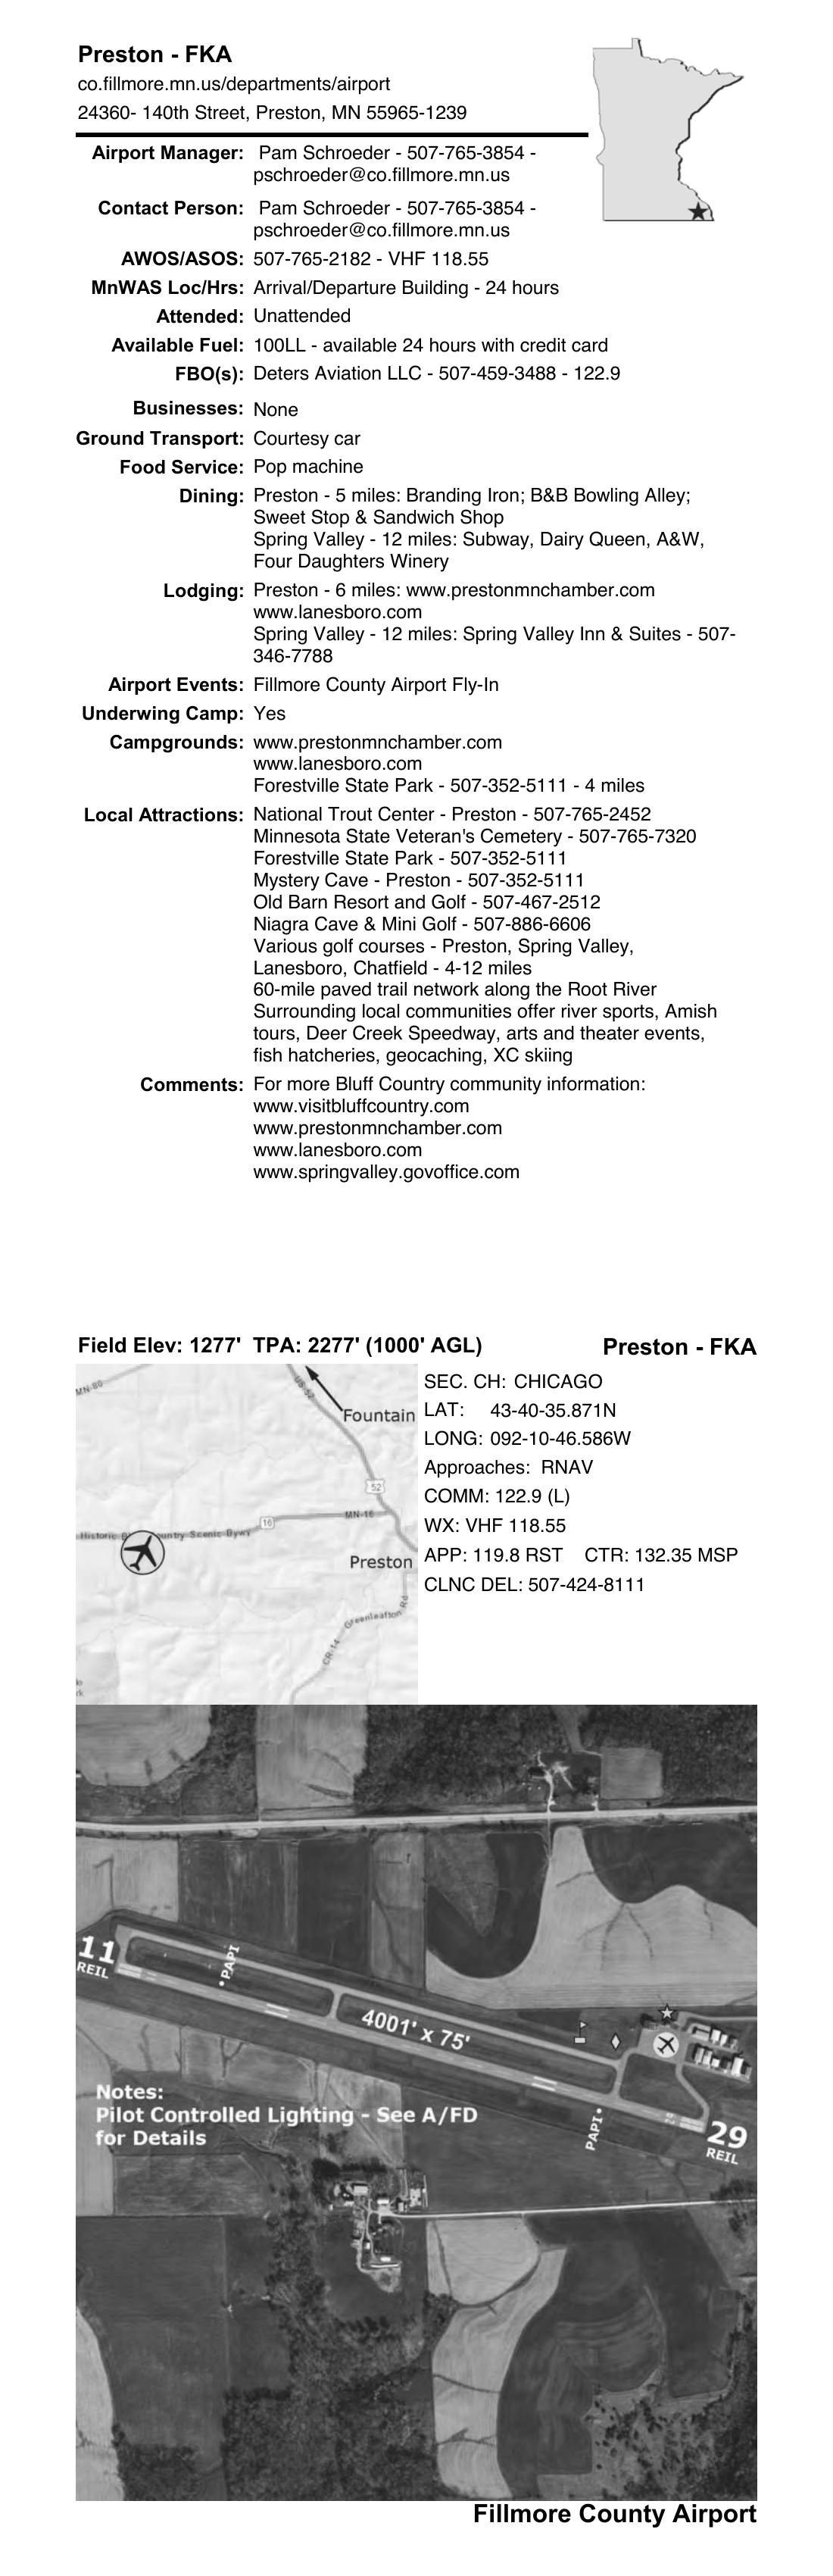 Preston - FKA
co.fillmore.mn.us/departments/airport
24360- 140th Street, Preston, MN 55965-1239
Airport Manager: Pam Schroeder - 507-765-3854 -
pschroeder@co.fillmore.mn.us
Contact Person: Pam Schroeder - 507-765-3854 -
pschroeder@co.fillmore.mn.us
AWOS/ASOS: 507-765-2182 - VHF 118.55
MnWAS Loc/Hrs: Arrival/Departure Building - 24 hours
Attended: Unattended
Available Fuel: 100LL - available 24 hours with credit card
FBO(s): Deters Aviation LLC - 507-459-3488 - 122.9
Businesses: None
Ground Transport: Courtesy car
Food Service: Pop machine
Dining: Preston - 5 miles: Branding Iron; B&B Bowling Alley;
Sweet Stop & Sandwich Shop
Spring Valley - 12 miles: Subway, Dairy Queen, A&W,
Four Daughters Winery
Lodging: Preston - 6 miles: www.prestonmnchamber.com
www.lanesboro.com
Spring Valley - 12 miles: Spring Valley Inn & Suites - 507-
346-7788
Airport Events: Fillmore County Airport Fly-In
Underwing Camp: Yes
Campgrounds: www.prestonmnchamber.com
www.lanesboro.com
Forestville State Park - 507-352-5111 - 4 miles
Local Attractions: National Trout Center - Preston - 507-765-2452
Minnesota State Veteran's Cemetery - 507-765-7320
Forestville State Park - 507-352-5111
Mystery Cave - Preston - 507-352-5111
Old Barn Resort and Golf - 507-467-2512
Niagra Cave & Mini Golf - 507-886-6606
Various golf courses - Preston, Spring Valley,
Lanesboro, Chatfield - 4-12 miles
60-mile paved trail network along the Root River
Surrounding local communities offer river sports, Amish
tours, Deer Creek Speedway, arts and theater events,
fish hatcheries, geocaching, XC skiing
Comments: For more Bluff Country community information:
www.visitbluffcountry.com
www.prestonmnchamber.com
www.lanesboro.com
www.springvalley.govoffice.com
Field Elev: 1277' TPA: 2277' (1000' AGL)
Preston - FKA
MN-80
US-52
Fountain
52
MN-16
16
Historic Bl untry Scenic Bywy
Preston
Greenleafton Rd
CR-14
SEC. CH: CHICAGO
LAT: 43-40-35.871N
LONG: 092-10-46.586W
Approaches: RNAV
COMM: 122.9 (L)
WX: VHF 118.55
APP: 119.8 RST CTR: 132.35 MSP
CLNC DEL: 507-424-8111
11
REIL
PAPI
4001' x 75'
Notes:
Pilot Controlled Lighting - See A/FD
for Details
PAPI
29
REIL
Fillmore County Airport